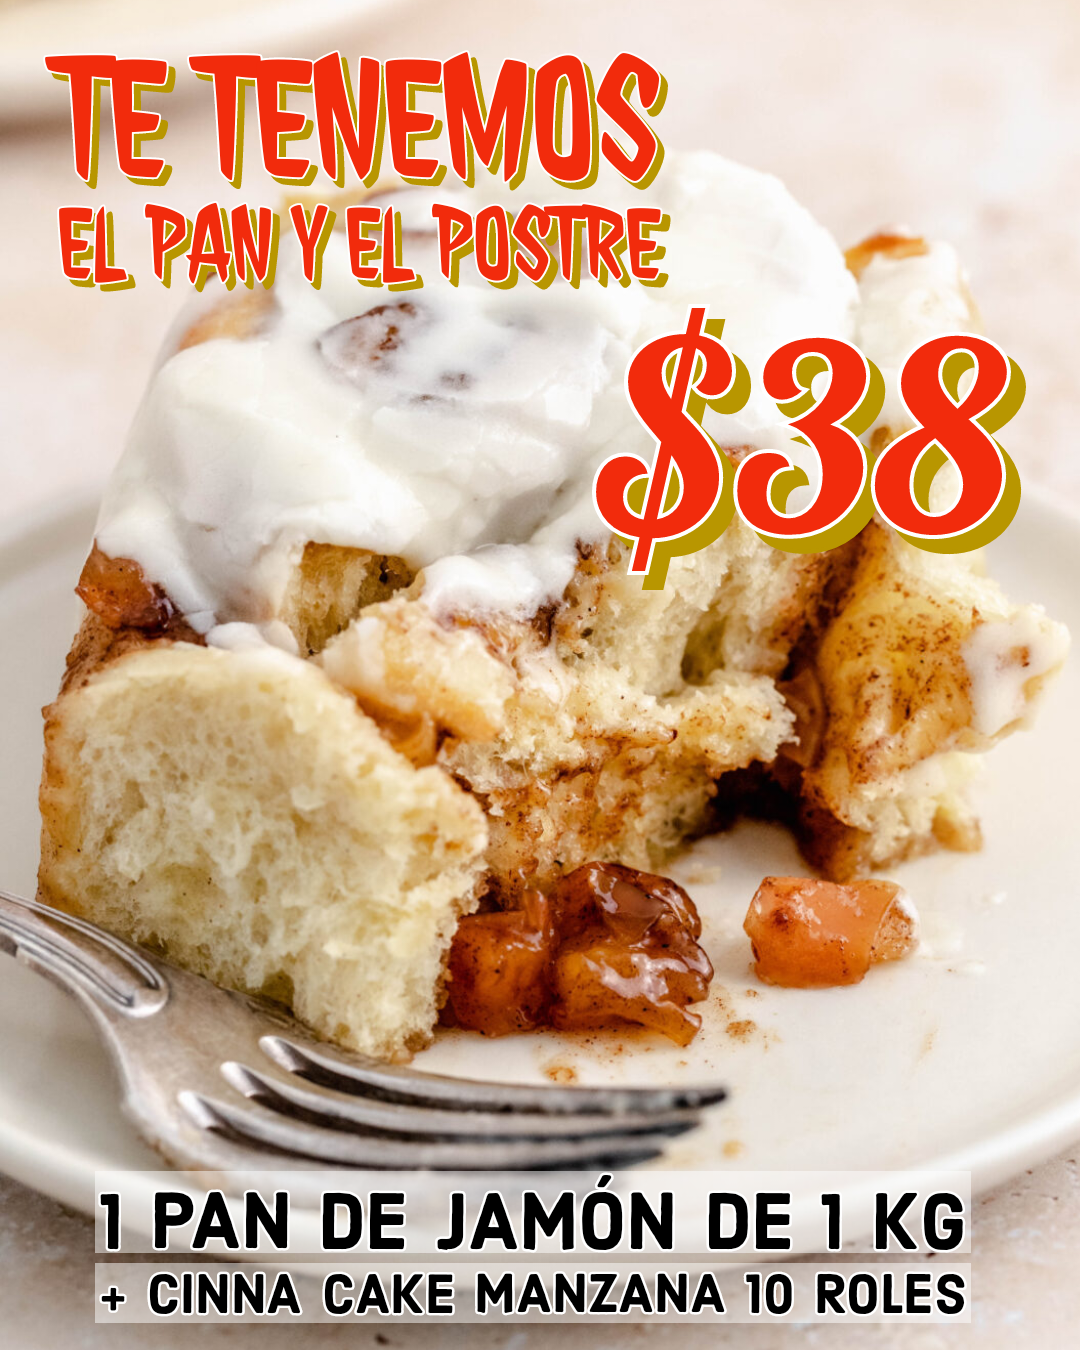 TE TENEMOS
EL PAN Y EL POSTRE
$38
1 PAN DE JAMÓN DE 1 KG
+ CINNA CAKE MANZANA 10 ROLES